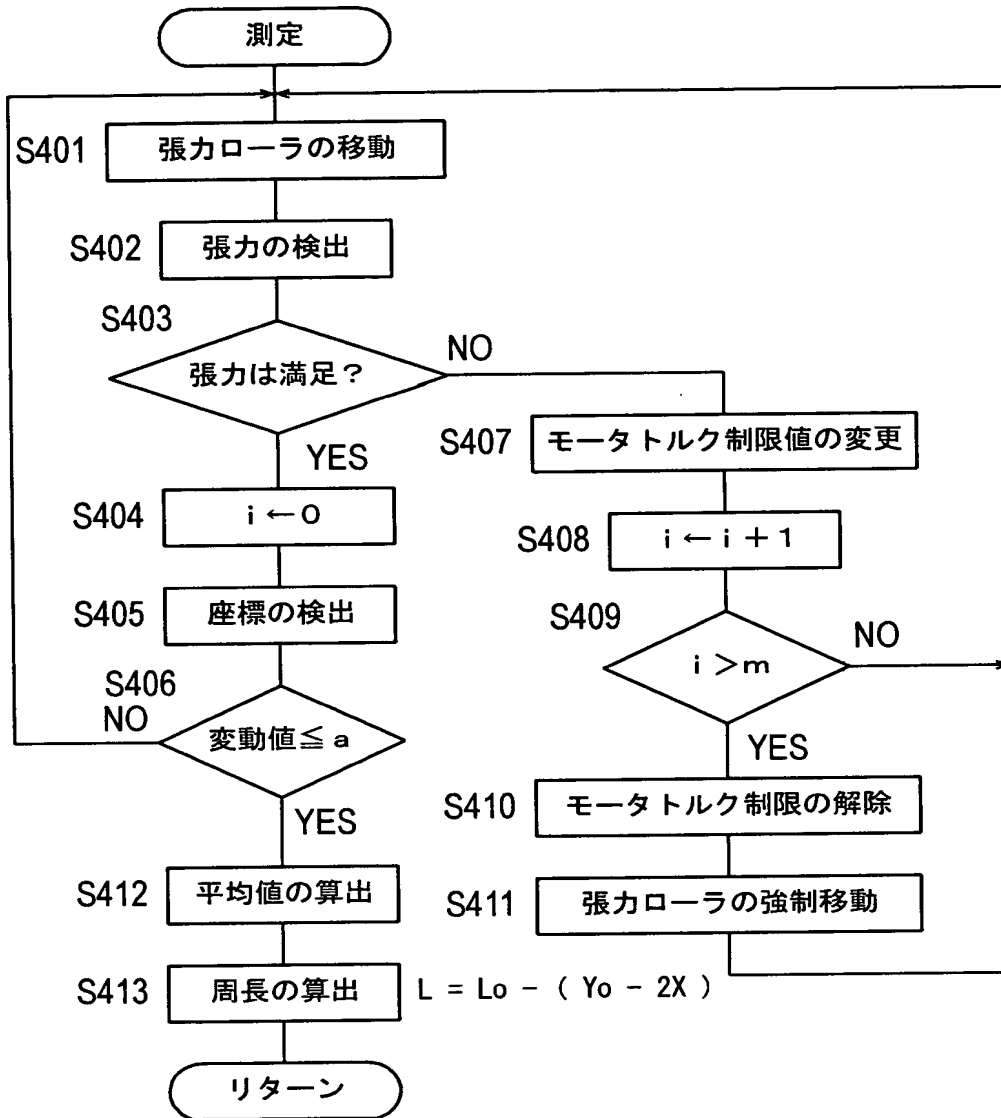 測定
S401
張力ローラの移動
S402
張力の検出
S403
張力は満足?
NO
YES
S404
i ← 0
S405
座標の検出
S406
NO
変動値≦ a
YES
S407
モータトルク制限値の変更
S408
i ← i + 1
S409
i > m
NO
YES
S410
モータトルク制限の解除
S411
張力ローラの強制移動
S412
平均値の算出
S413
周長の算出
L = Lo - ( Yo - 2X )
リターン